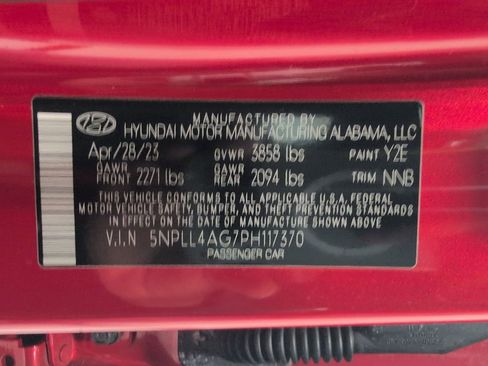 MANUFACTURED BY
HYUNDAI MOTOR MANUFACTURING ALABAMA, LLC
Apr/28/23 GVWR 3858 lbs PAINT Y2E
GAWR FRONT 2271 lbs GAWR REAR 2094 lbs TRIM NNB
THIS VEHICLE CONFORMS TO ALL APPLICABLE U.S.A. FEDERAL
MOTOR VEHICLE SAFETY, BUMPER, AND THEFT PREVENTION STANDARDS
IN EFFECT ON THE DATE OF MANUFACTURE SHOWN ABOVE.
V.I.N 5NPLL4AG7PH117370
PASSENGER CAR